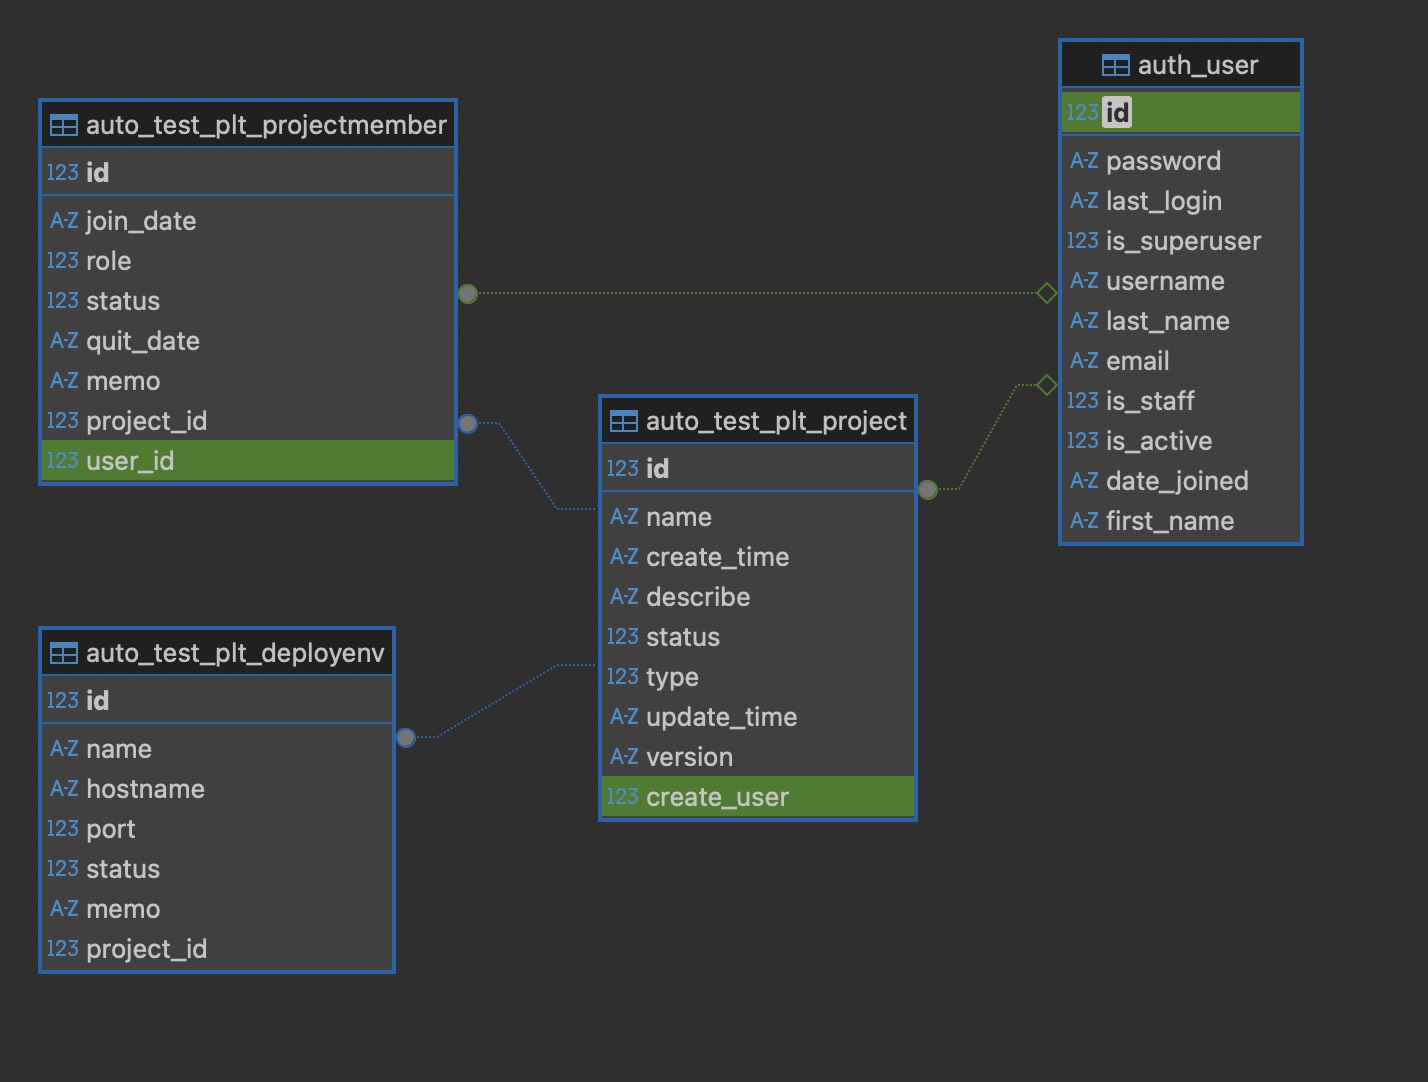 auto_test_plt_projectmember
123 id
A-Z join_date
123 role
123 status
A-Z quit_date
A-Z memo
123 project_id
123 user_id
auth_user
123 id
A-Z password
A-Z last_login
123 is_superuser
A-Z username
A-Z last_name
A-Z email
123 is_staff
123 is_active
A-Z date_joined
A-Z first_name
auto_test_plt_project
123 id
A-Z name
A-Z create_time
A-Z describe
123 status
123 type
A-Z update_time
A-Z version
123 create_user
auto_test_plt_deployenv
123 id
A-Z name
A-Z hostname
123 port
123 status
A-Z memo
123 project_id